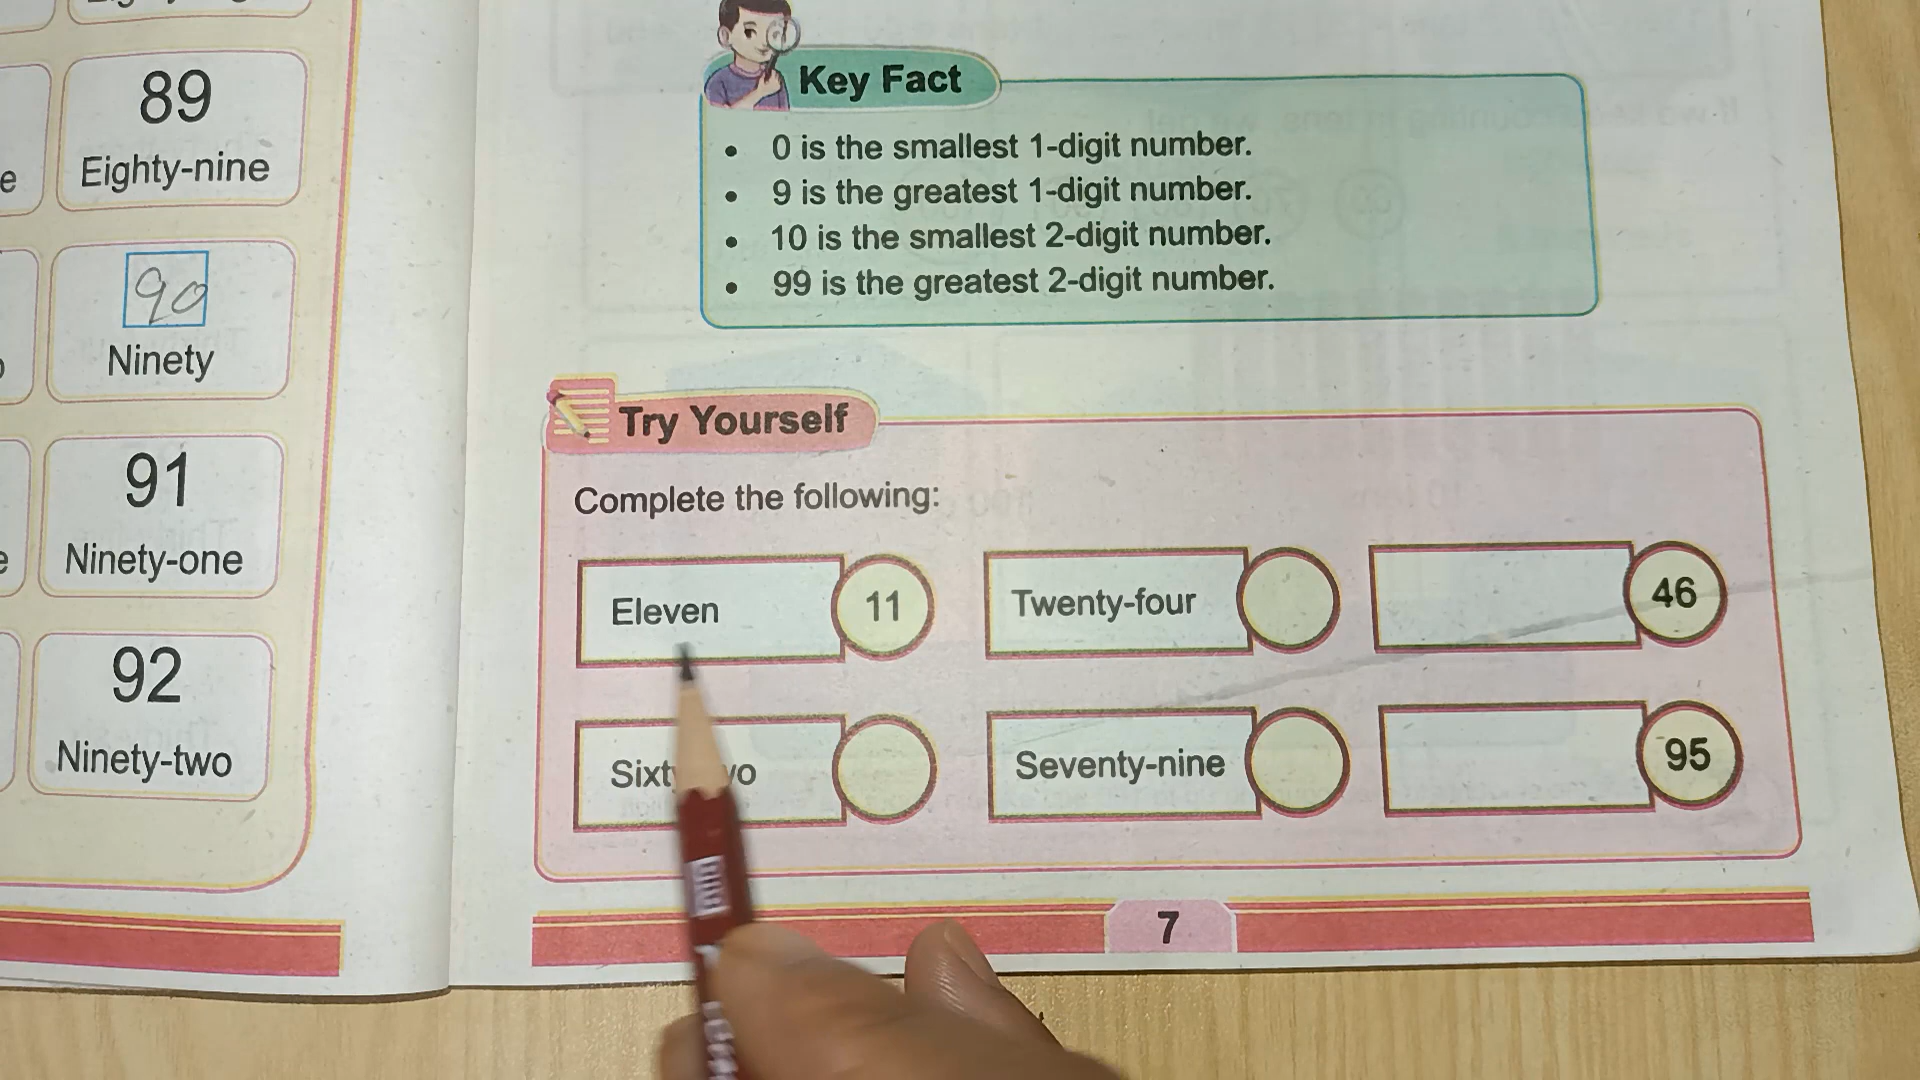 89
Eighty-nine
90
Ninety
91
Ninety-one
92
Ninety-two
Key Fact
• 0 is the smallest 1-digit number.
• 9 is the greatest 1-digit number.
• 10 is the smallest 2-digit number.
• 99 is the greatest 2-digit number.
Try Yourself
Complete the following:
Eleven 11 Twenty-four 46
Seventy-nine 95
7